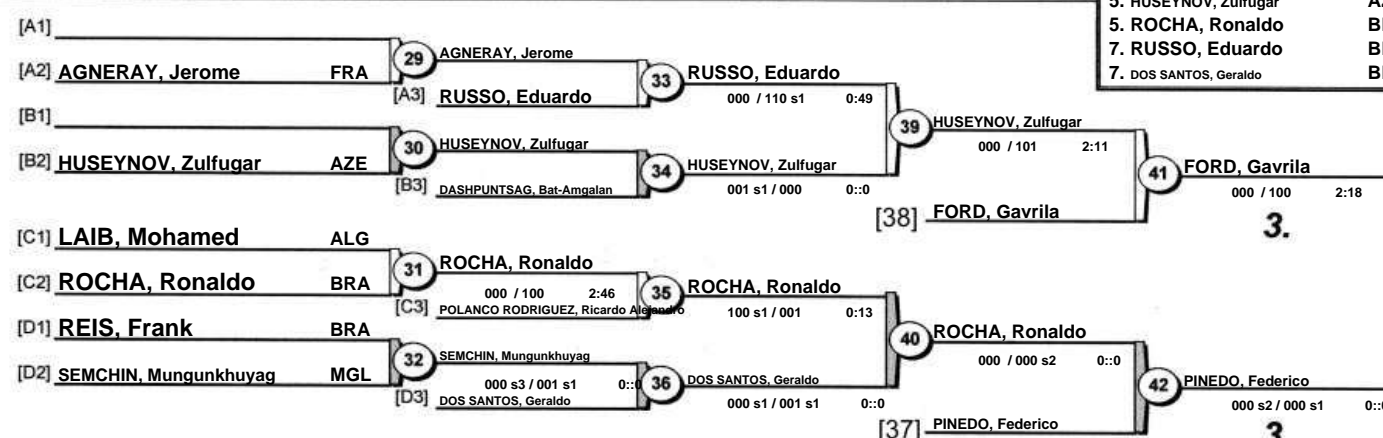 5. HUSEYNOV, Zulfugar
5. ROCHA, Ronaldo
7. RUSSO, Eduardo
7. DOS SANTOS, Geraldo
[A1]
[A2] AGNERAY, Jerome FRA
29
AGNERAY, Jerome
[A3] RUSSO, Eduardo
33
RUSSO, Eduardo
000 / 110 s1 0:49
[B1]
[B2] HUSEYNOV, Zulfugar AZE
30
HUSEYNOV, Zulfugar
[B3] DASHPUNTSAG, Bat-Amgalan
34
HUSEYNOV, Zulfugar
001 s1 / 000 0::0
39
HUSEYNOV, Zulfugar
000 / 101 2:11
[38] FORD, Gavrila
41
FORD, Gavrila
000 / 100 2:18
3.
[C1] LAIB, Mohamed ALG
[C2] ROCHA, Ronaldo BRA
31
ROCHA, Ronaldo
000 / 100 2:46
[C3] POLANCO RODRIGUEZ, Ricardo Alejandro
35
ROCHA, Ronaldo
100 s1 / 001 0:13
[D1] REIS, Frank BRA
[D2] SEMCHIN, Mungunkhuyag MGL
32
SEMCHIN, Mungunkhuyag
000 s3 / 001 s1 0::0
[D3] DOS SANTOS, Geraldo
36
DOS SANTOS, Geraldo
000 s1 / 001 s1 0::0
40
ROCHA, Ronaldo
000 / 000 s2 0::0
[37] PINEDO, Federico
42
PINEDO, Federico
000 s2 / 000 s1
3.